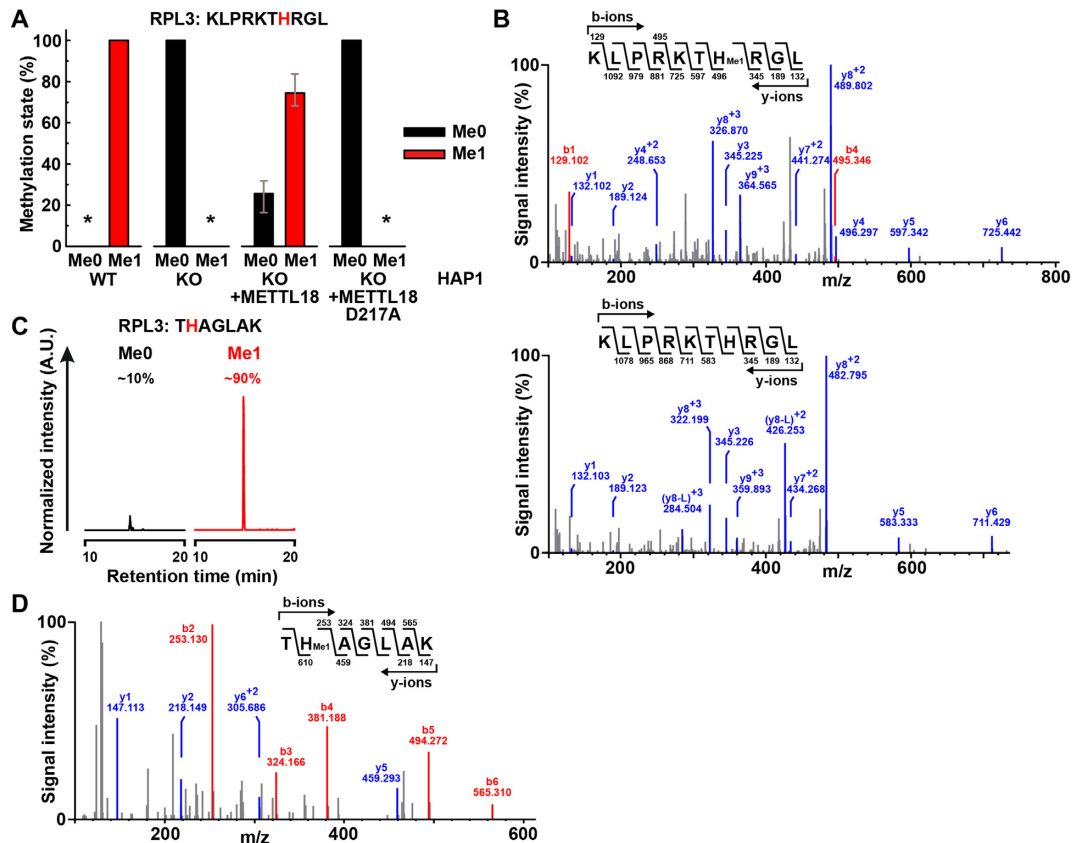 A
RPL3: KLPRKTHRGL
Methylation state (%)
100
80
60
40
20
0
*
*
*
Me0 Me1
Me0 Me1
Me0 Me1
Me0 Me1
WT
KO
KO
+METTL18
KO
+METTL18
D217A
HAP1
Me0
Me1
B
b-ions
129
495
K L P R K T H Me1 R G L
1092 979 881 725 597 496 345 189 132
y-ions
Signal intensity (%)
100
50
0
b1
129.102
y1
132.102
y2
189.124
y4+2
248.653
y8+3
326.870
y3
345.225
y9+3
364.565
y7+2
441.274
y8+2
489.802
b4
495.346
y4
496.297
y5
597.342
y6
725.442
200
400
600
800
m/z
b-ions
K L P R K T H R G L
1078 965 868 711 583 345 189 132
y-ions
Signal intensity (%)
100
50
0
y1
132.103
y2
189.123
(y8-L)+3
284.504
y8+3
322.199
y3
345.226
y9+3
359.893
(y8-L)+2
426.253
y7+2
434.268
y8+2
482.795
y5
583.333
y6
711.429
200
400
600
m/z
C
RPL3: THAGLAK
Normalized intensity (A.U.)
Me0
~10%
Me1
~90%
10
20
10
20
Retention time (min)
D
b-ions
253 324 381 494 565
T H Me1 A G L A K
610 459 218 147
y-ions
Signal intensity (%)
100
50
0
y1
147.113
y2
218.149
b2
253.130
y6+2
305.686
b3
324.166
b4
381.188
y5
459.293
b5
494.272
b6
565.310
200
400
600
m/z